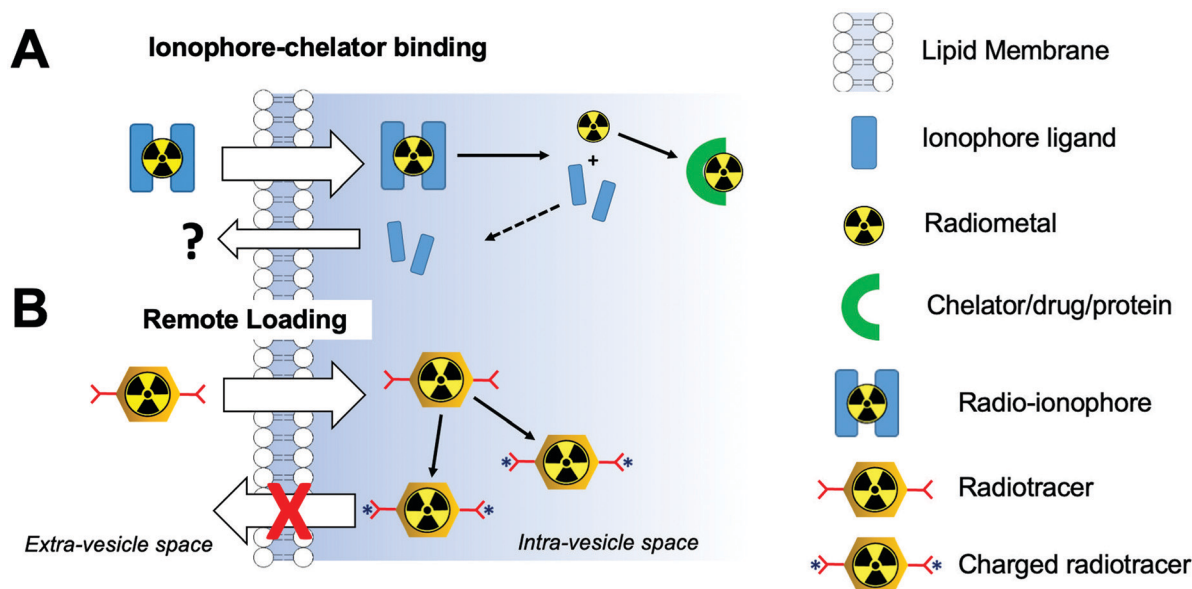 A
Ionophore-chelator binding
+
?
B
Remote Loading
*
*
X
*
*
Extra-vesicle space
Intra-vesicle space
Lipid Membrane
Ionophore ligand
Radiometal
Chelator/drug/protein
Radio-ionophore
Radiotracer
*
*
Charged radiotracer